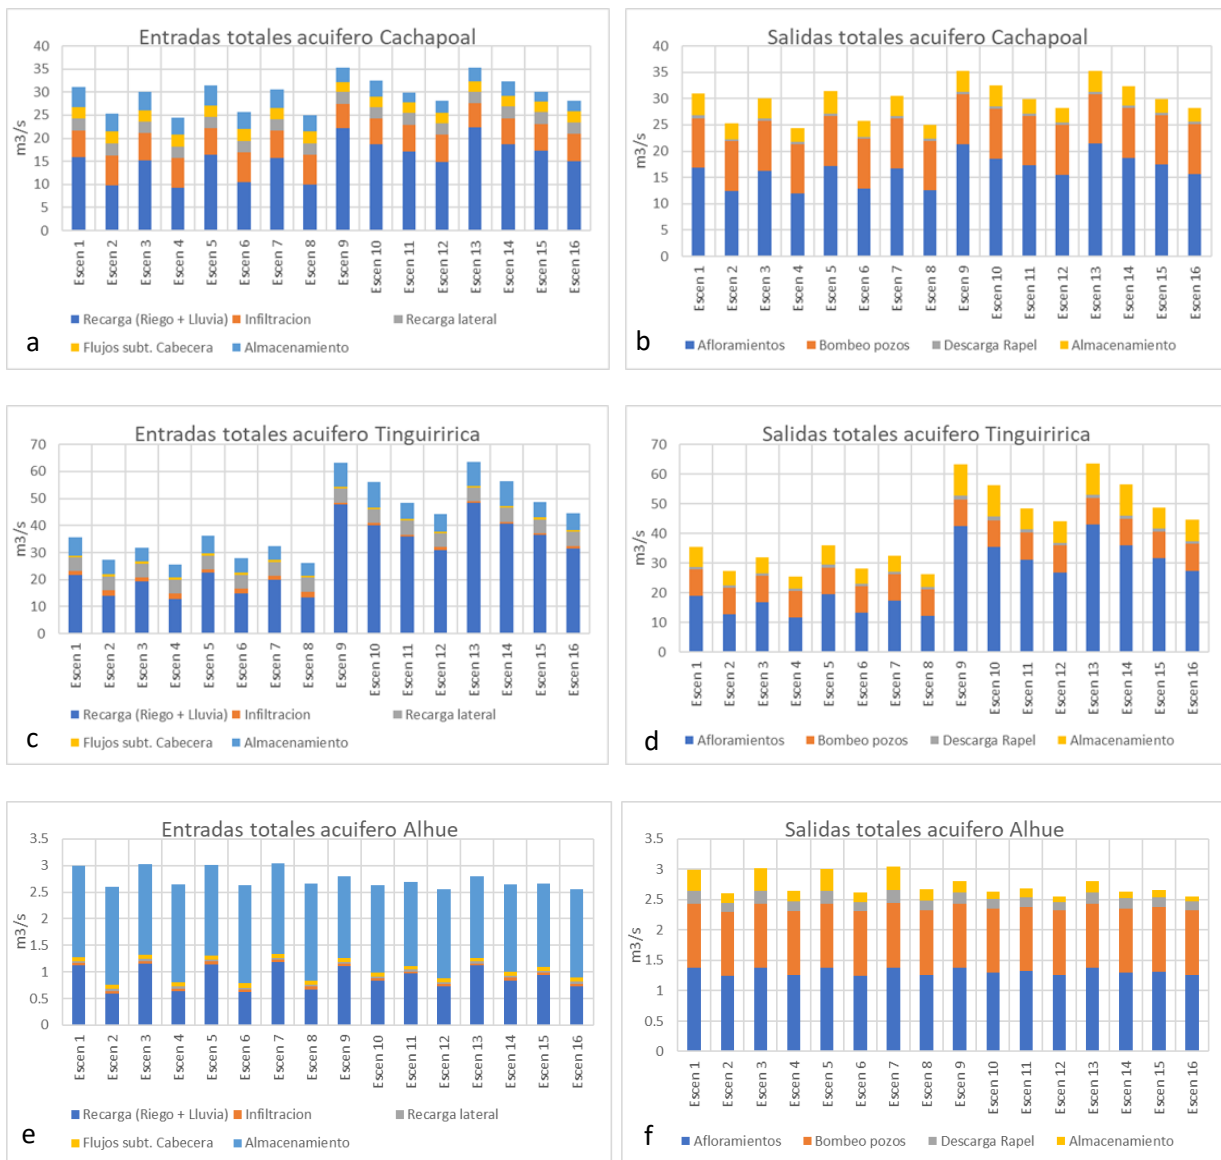 Entradas totales acuifero Cachapoal
40
35
30
25
20
15
10
5
0
m3/s
Escen 1
Escen 2
Escen 3
Escen 4
Escen 5
Escen 6
Escen 7
Escen 8
Escen 9
Escen 10
Escen 11
Escen 12
Escen 13
Escen 14
Escen 15
Escen 16
Recarga (Riego + Lluvia) Infiltracion Recarga lateral
Flujos subt. Cabecera Almacenamiento
a
Salidas totales acuifero Cachapoal
40
35
30
25
20
15
10
5
0
m3/s
Escen 1
Escen 2
Escen 3
Escen 4
Escen 5
Escen 6
Escen 7
Escen 8
Escen 9
Escen 10
Escen 11
Escen 12
Escen 13
Escen 14
Escen 15
Escen 16
Afloramientos Bombeo pozos Descarga Rapel Almacenamiento
b
Entradas totales acuifero Tinguiririca
70
60
50
40
30
20
10
0
m3/s
Escen 1
Escen 2
Escen 3
Escen 4
Escen 5
Escen 6
Escen 7
Escen 8
Escen 9
Escen 10
Escen 11
Escen 12
Escen 13
Escen 14
Escen 15
Escen 16
Recarga (Riego + Lluvia) Infiltracion Recarga lateral
Flujos subt. Cabecera Almacenamiento
c
Salidas totales acuifero Tinguiririca
70
60
50
40
30
20
10
0
m3/s
Escen 1
Escen 2
Escen 3
Escen 4
Escen 5
Escen 6
Escen 7
Escen 8
Escen 9
Escen 10
Escen 11
Escen 12
Escen 13
Escen 14
Escen 15
Escen 16
Afloramientos Bombeo pozos Descarga Rapel Almacenamiento
d
Entradas totales acuifero Alhue
3.5
3
2.5
2
1.5
1
0.5
0
m3/s
Escen 1
Escen 2
Escen 3
Escen 4
Escen 5
Escen 6
Escen 7
Escen 8
Escen 9
Escen 10
Escen 11
Escen 12
Escen 13
Escen 14
Escen 15
Escen 16
Recarga (Riego + Lluvia) Infiltracion Recarga lateral
Flujos subt. Cabecera Almacenamiento
e
Salidas totales acuifero Alhue
3.5
3
2.5
2
1.5
1
0.5
0
m3/s
Escen 1
Escen 2
Escen 3
Escen 4
Escen 5
Escen 6
Escen 7
Escen 8
Escen 9
Escen 10
Escen 11
Escen 12
Escen 13
Escen 14
Escen 15
Escen 16
Afloramientos Bombeo pozos Descarga Rapel Almacenamiento
f